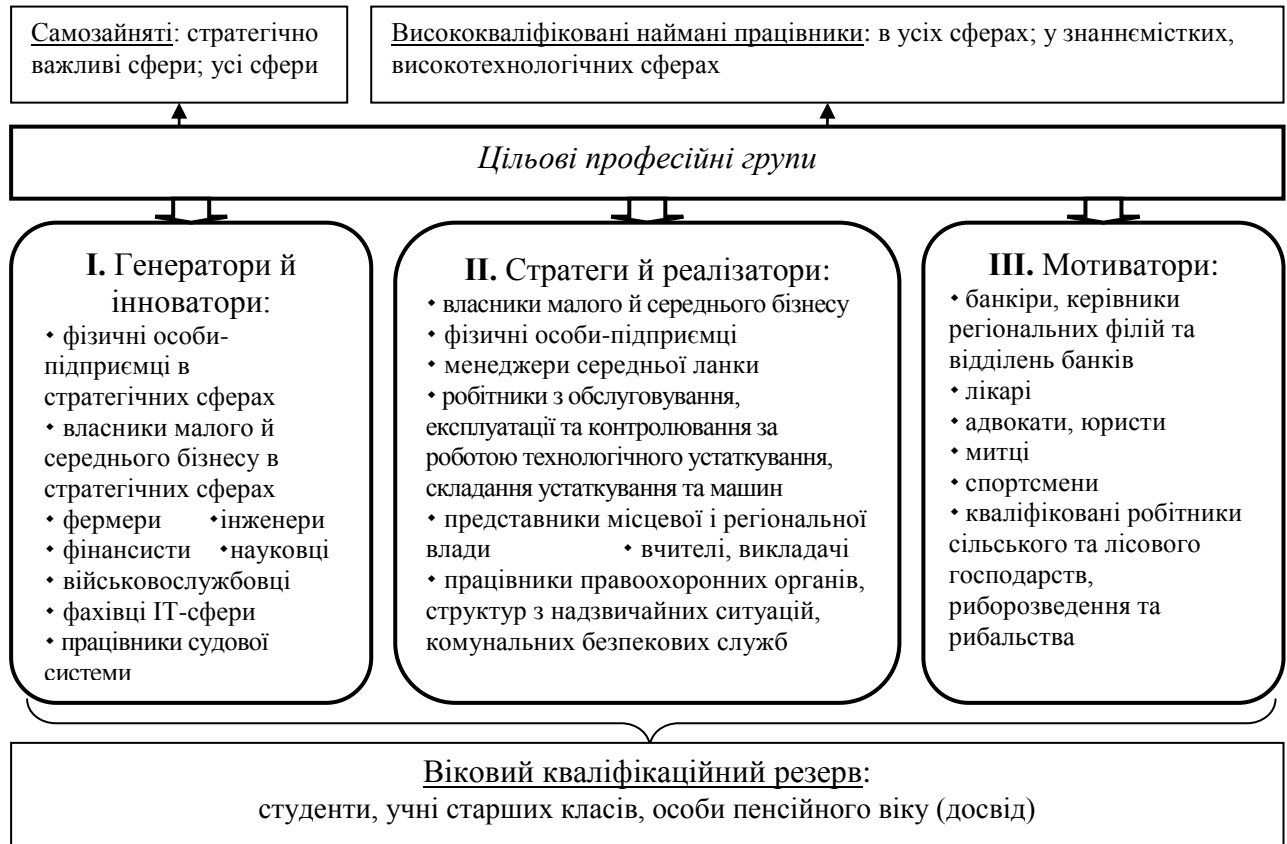 Самозайняті: стратегічно
важливі сфери; усі сфери
Висококваліфіковані наймані працівники: в усіх сферах; у знаннємістких,
високотехнологічних сферах
Цільові професійні групи
I. Генератори й
інноватори:
• фізичні особи-
підприємці в
стратегічних сферах
• власники малого й
середнього бізнесу в
стратегічних сферах
• фермери • інженери
• фінансисти • науковці
• військовослужбовці
• фахівці ІТ-сфери
• працівники судової
системи
II. Стратеги й реалізатори:
• власники малого й середнього бізнесу
• фізичні особи-підприємці
• менеджери середньої ланки
• робітники з обслуговування,
експлуатації та контролювання за
роботою технологічного устаткування,
складання устаткування та машин
• представники місцевої і регіональної
влади • вчителі, викладачі
• працівники правоохоронних органів,
структур з надзвичайних ситуацій,
комунальних безпекових служб
III. Мотиватори:
• банкіри, керівники
регіональних філій та
відділень банків
• лікарі
• адвокати, юристи
• митці
• спортсмени
• кваліфіковані робітники
сільського та лісового
господарств,
риборозведення та
рибальства
Віковий кваліфікаційний резерв:
студенти, учні старших класів, особи пенсійного віку (досвід)